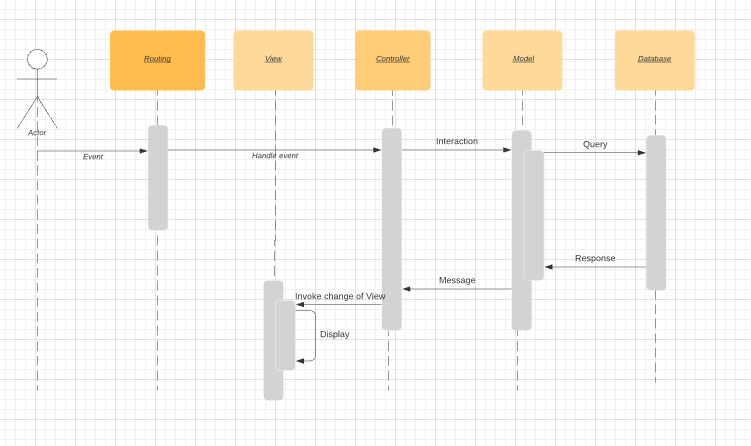 Routing
View
Controller
Model
Database
Actor
Event
Handle event
Interaction
Query
Response
Message
Invoke change of View
Display